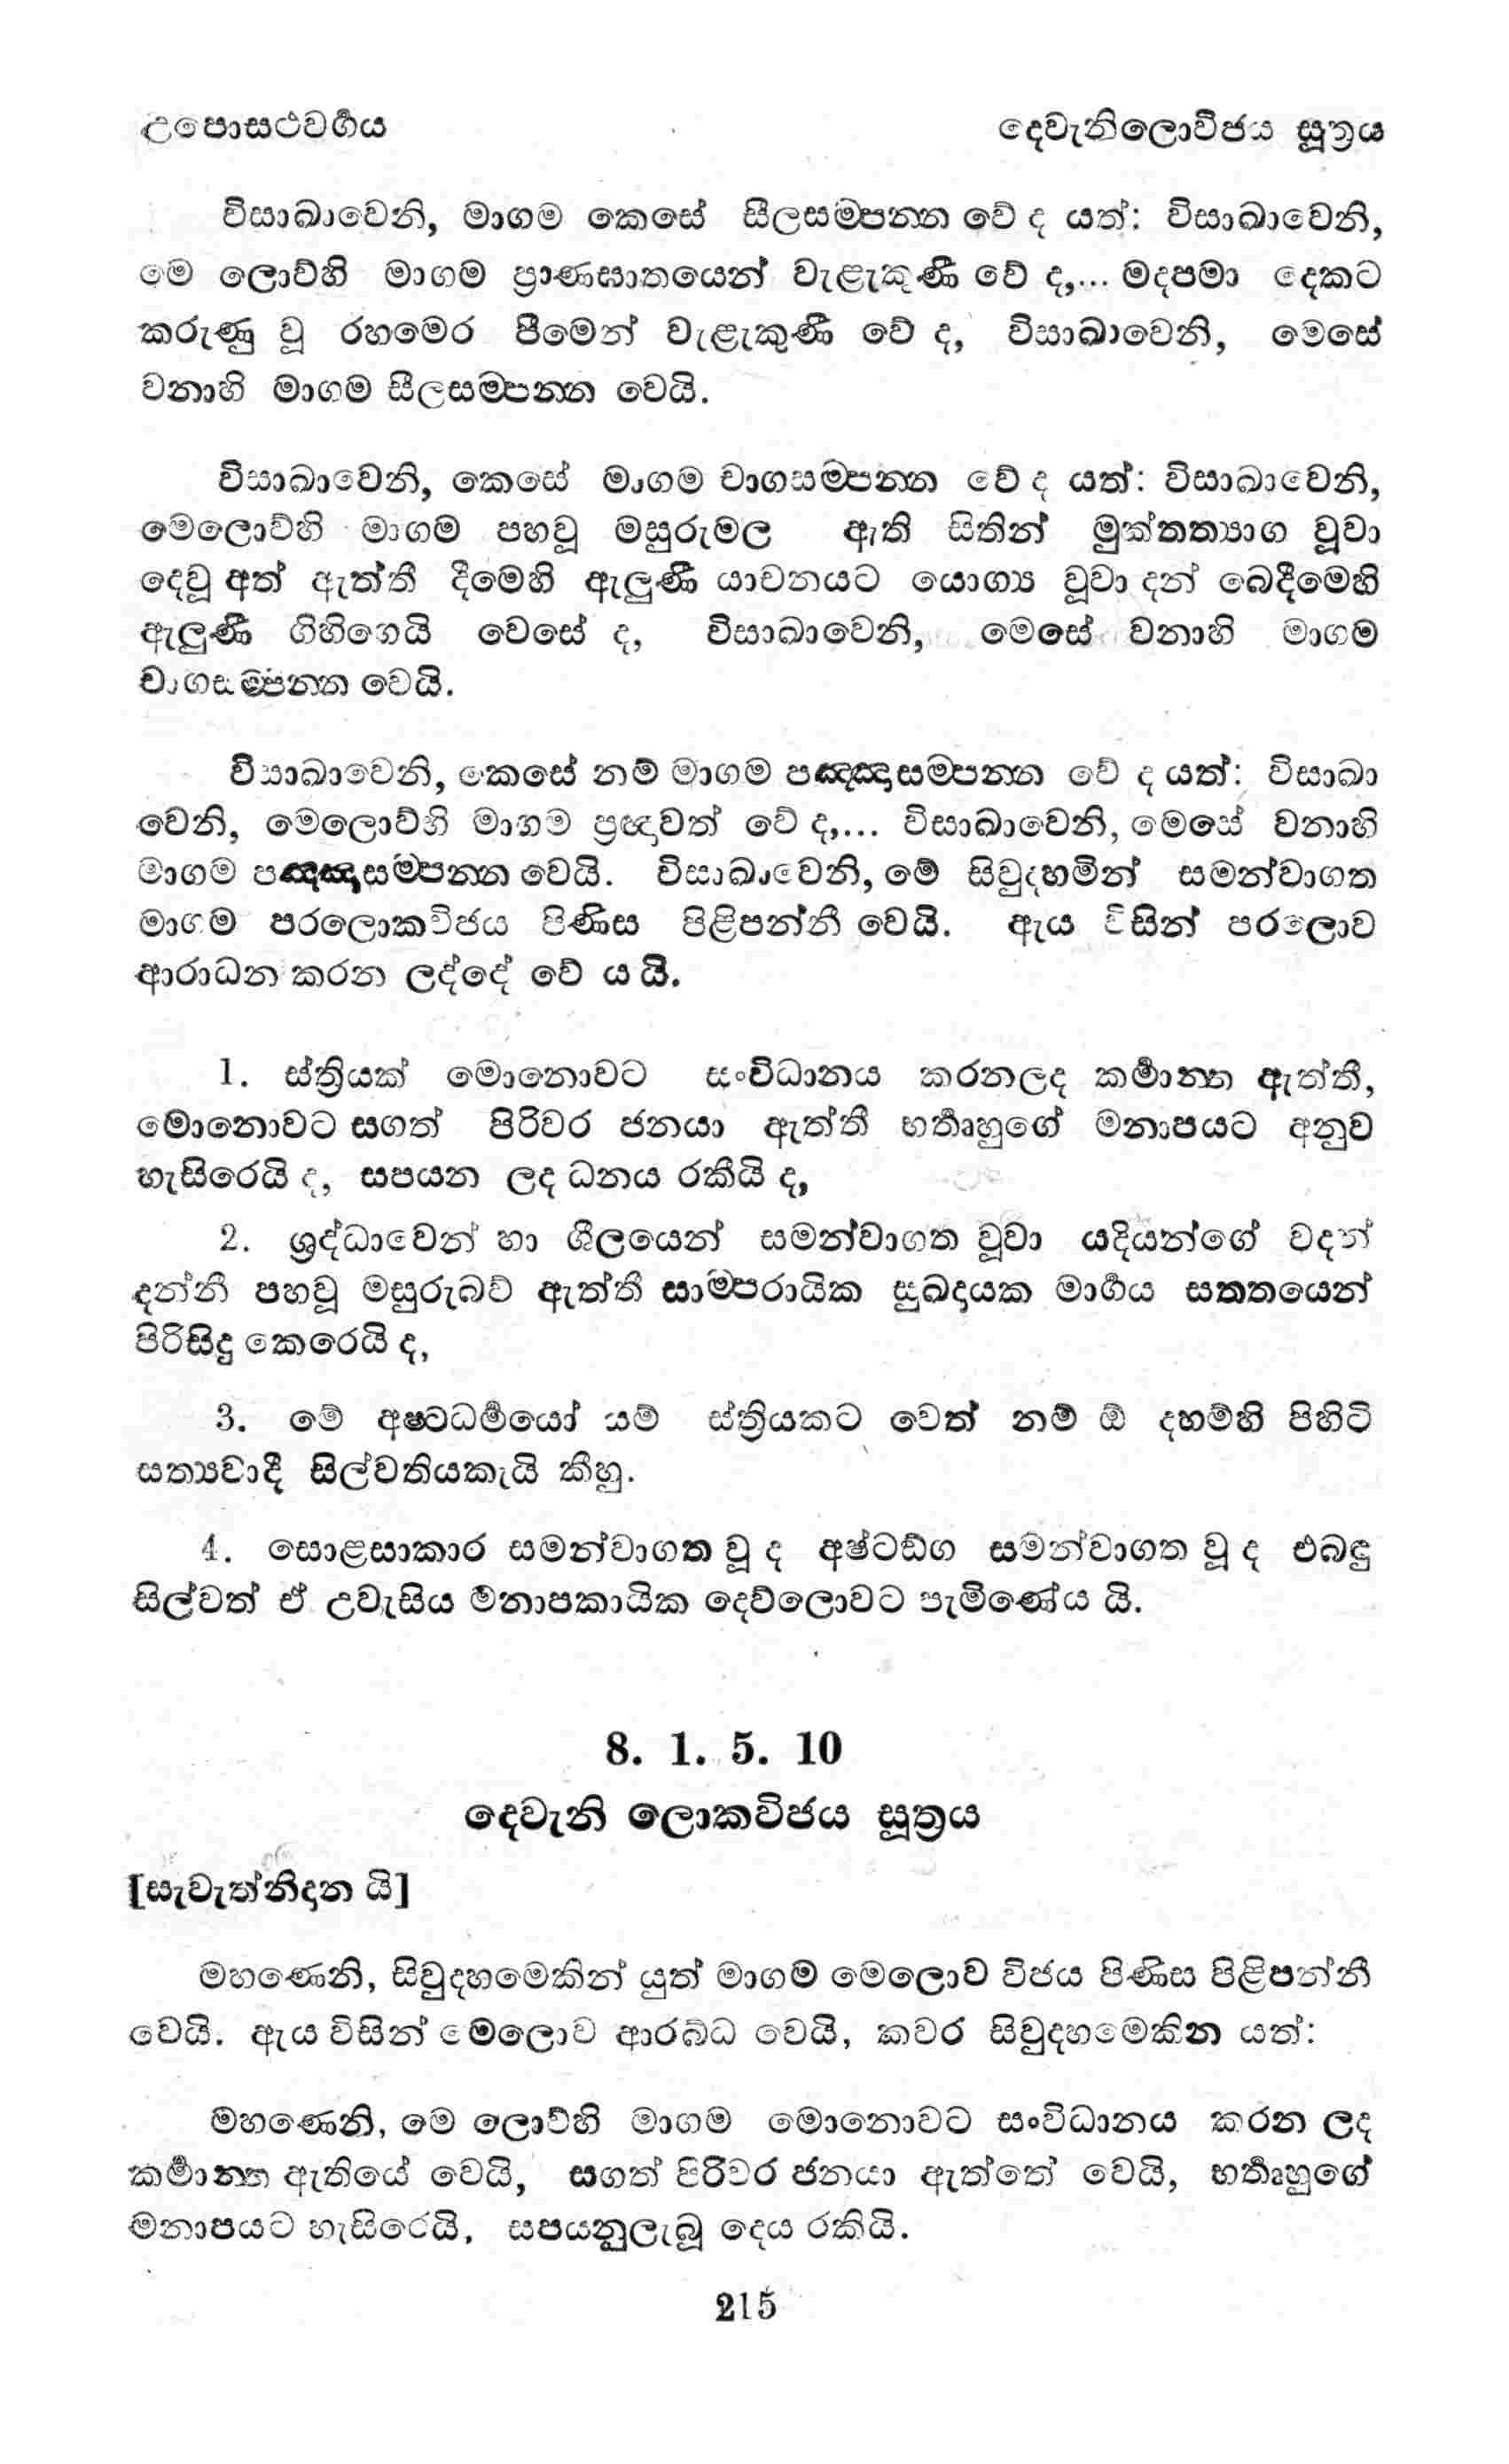 උපොසථවර්‍ගය දෙවැනිලොවිජය සූත්‍රය
විසාඛාවෙනි, මාගම කෙසේ සීලසම්පන්න වේ ද යත්: විසාඛාවෙනි,
මෙ ලොව්හි මාගම ප්‍රාණඝාතයෙන් වැළැකුණී වේ ද,... මදපමා දෙකට
කරුණු වූ රහමෙර පීමෙන් වැළැකුණී වේ ද, විසාඛාවෙනි, මෙසේ
වනාහි මාගම සීලසම්පන්න වෙයි.
විසාඛාවෙනි, කෙසේ මාගම චාගසම්පන්න වේ ද යත්: විසාඛාවෙනි,
මෙලොව්හි මාගම පහවූ මසුරුමල ඇති සිතින් මුක්තත්‍යාග වූවා
දෙවූ අත් ඇත්තී දීමෙහි ඇලුණී යාචනයට යොග්‍ය වූවා දන් බෙදීමෙහි
ඇලුණී ගිහිගෙයි වෙසේ ද, විසාඛාවෙනි, මෙසේ වනාහි මාගම
චාගසම්පන්න වෙයි.
විසාඛාවෙනි, කෙසේ නම් මාගම පඤ්ඤාසම්පන්න වේ ද යත්: විසාඛා
වෙනි, මෙලොව්හි මාගම ප්‍රඥාවත් වේ ද,... විසාඛාවෙනි, මෙසේ වනාහි
මාගම පඤ්ඤාසම්පන්න වෙයි. විසාඛාවෙනි, මේ සිවුදහමින් සමන්වාගත
මාගම පරලොකවිජය පිණිස පිළිපන්නී වෙයි. ඇය විසින් පරලොව
ආරාධන කරන ලද්දේ වේ ය යි.
1. ස්ත්‍රියක් මොනොවට සංවිධානය කරනලද කර්‍මාන්ත ඇත්තී,
මොනොවට සගත් පිරිවර ජනයා ඇත්තී භර්‍තෘහුගේ මනාපයට අනුව
හැසිරෙයි ද, සපයන ලද ධනය රකියි ද,
2. ශ්‍රද්ධාවෙන් හා ශීලයෙන් සමන්වාගත වූවා යදියන්ගේ වදන්
දන්නී පහවූ මසුරුබව් ඇත්තී සාම්පරායික සුඛදායක මාර්‍ගය සතතයෙන්
පිරිසිදු කෙරෙයි ද,
3. මේ අෂ්ටධර්‍මයෝ යම් ස්ත්‍රියකට වෙත් නම් ඕ දහම්හි පිහිටි
සත්‍යවාදී සිල්වතියකැයි කීහු.
4. සොළසාකාර සමන්වාගත වූ ද අෂ්ටඞ්ග සමන්වාගත වූ ද එබඳු
සිල්වත් ඒ උවැසිය මනාපකායික දෙව්ලොවට පැමිණේය යි.
8. 1. 5. 10
දෙවැනි ලොකවිජය සූත්‍රය
[සැවැත්නිදාන යි]
මහණෙනි, සිවුදහමෙකින් යුත් මාගම මෙලොව විජය පිණිස පිළිපන්නී
වෙයි. ඇය විසින් මෙලොව ආරබ්ධ වෙයි, කවර සිවුදහමෙකින යත්:
මහණෙනි, මෙ ලොව්හි මාගම මොනොවට සංවිධානය කරන ලද
කර්‍මාන්ත ඇතියේ වෙයි, සගත් පිරිවර ජනයා ඇත්තේ වෙයි, භර්‍තෘහුගේ
මනාපයට හැසිරෙයි, සපයනුලැබූ දෙය රකියි.
215